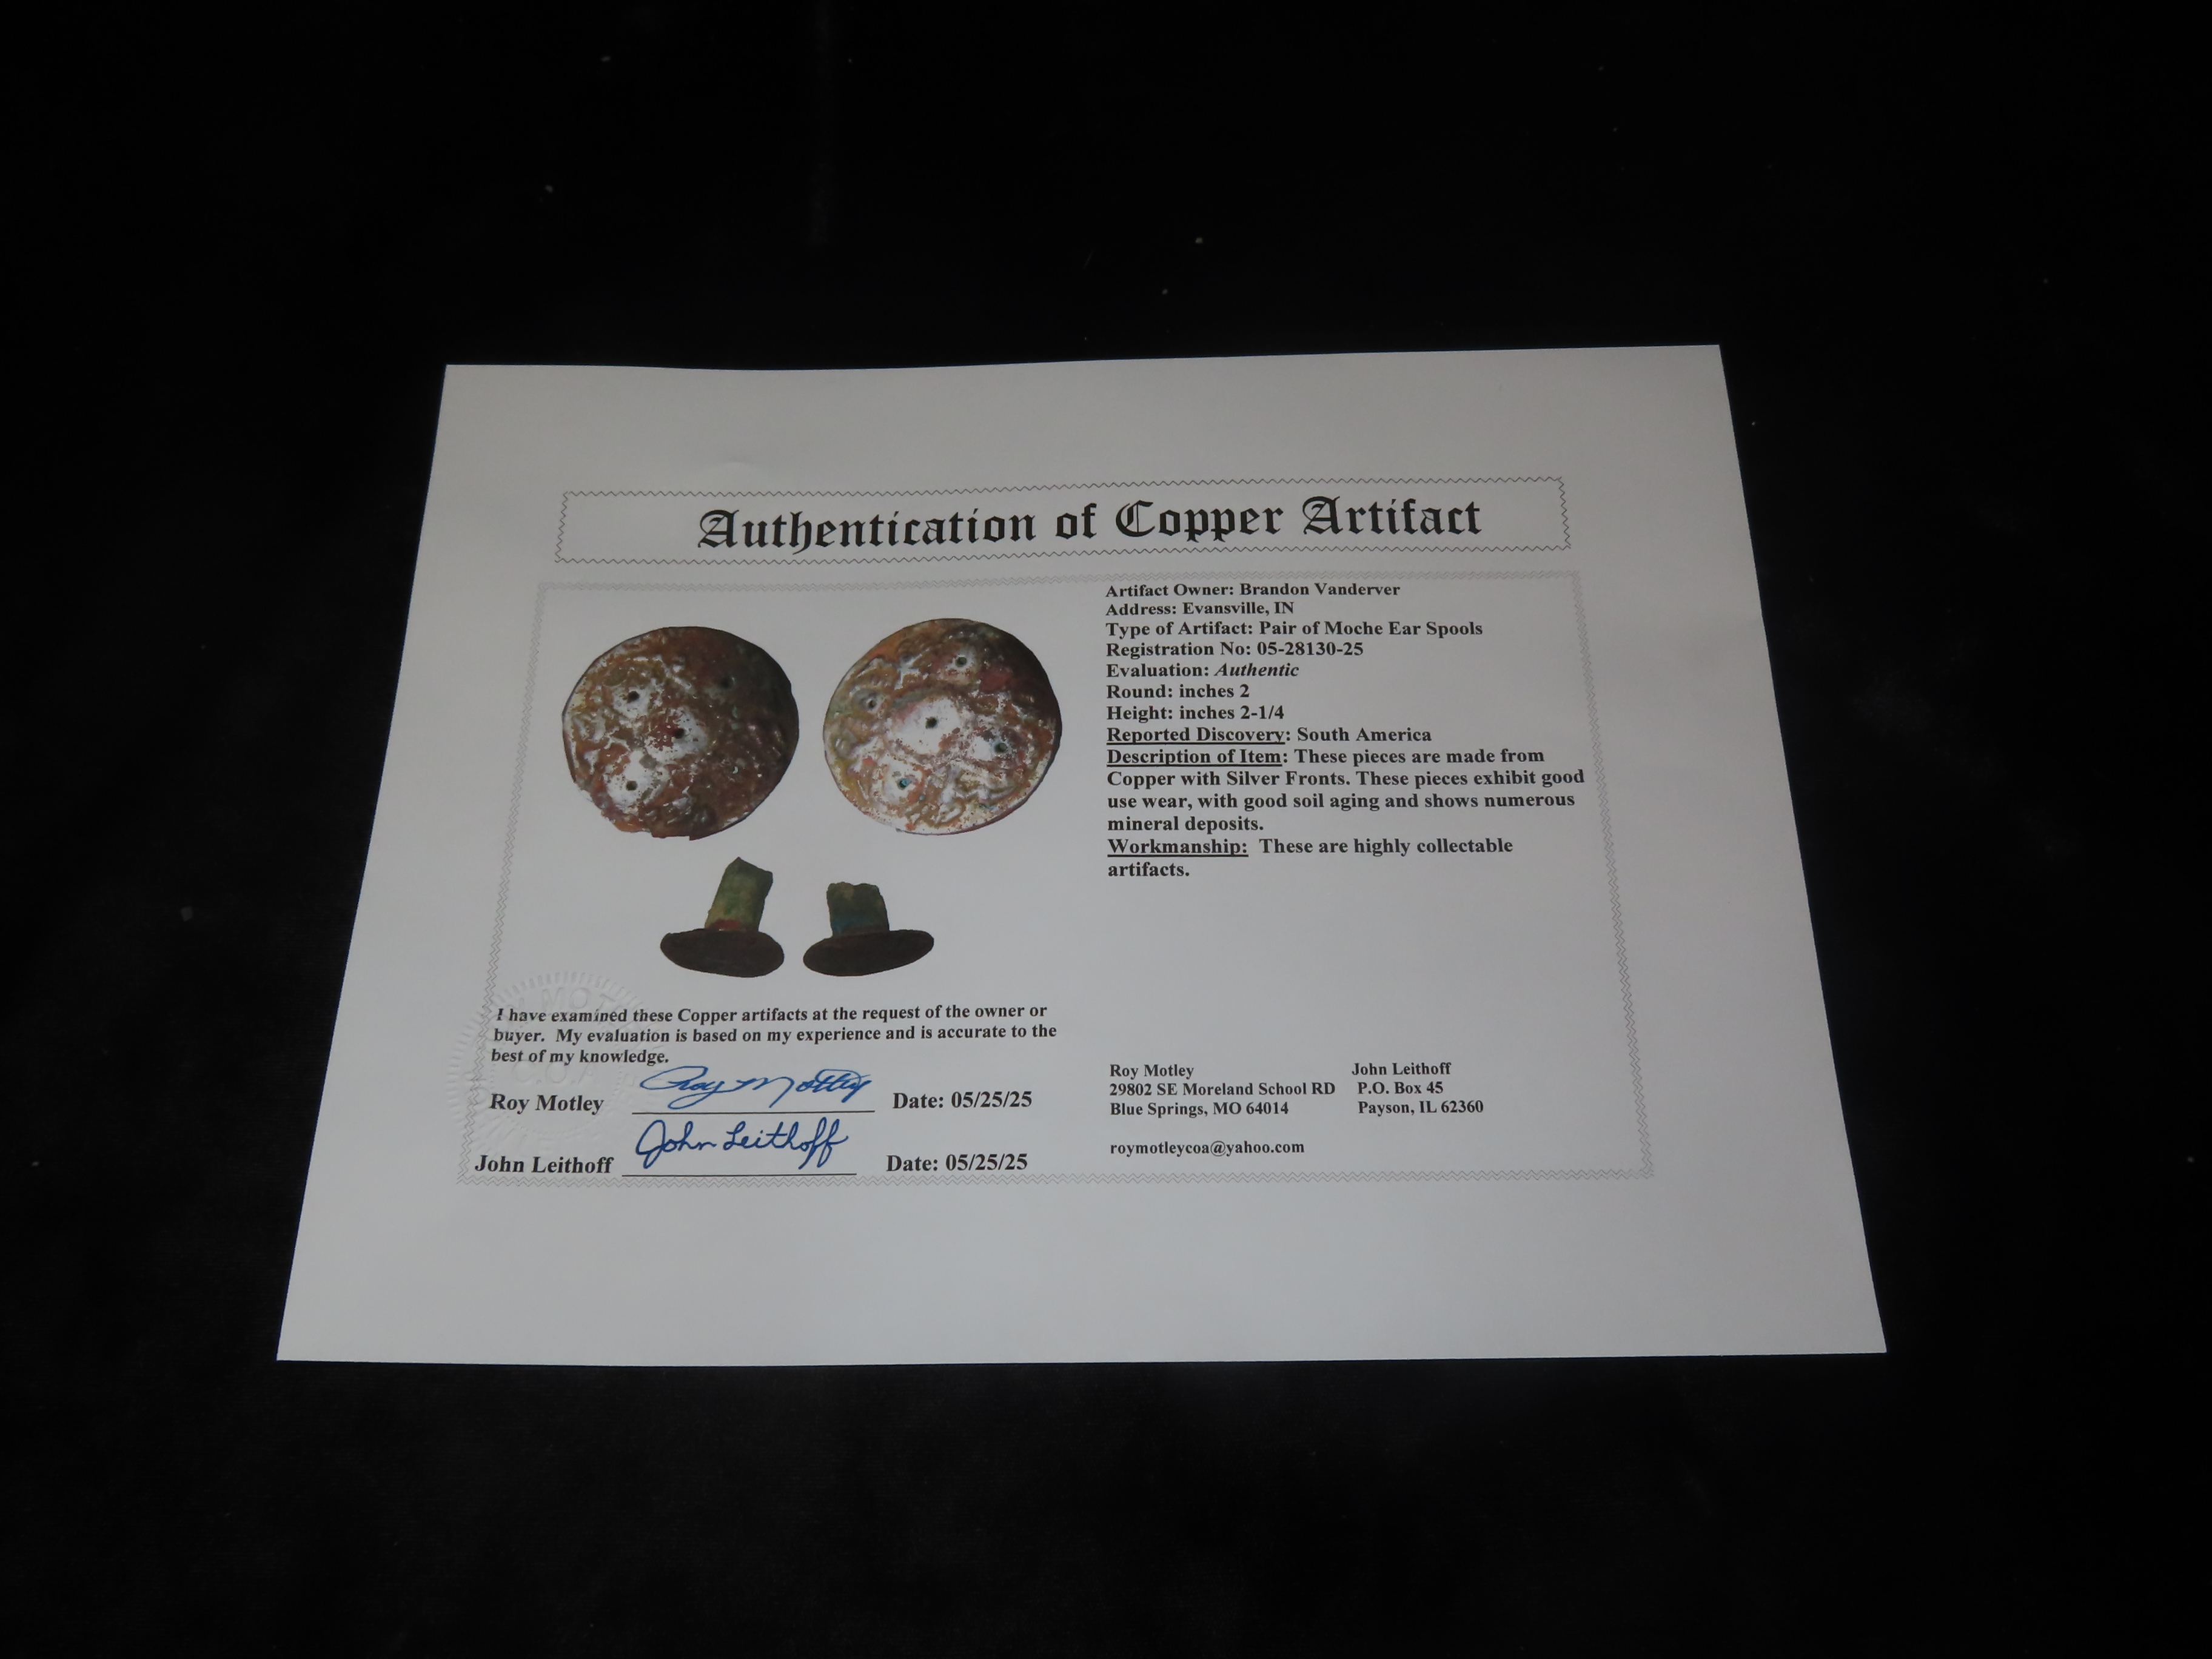 Authentication of Copper Artifact
Artifact Owner: Brandon Vanderver
Address: Evansville, IN
Type of Artifact: Pair of Moche Ear Spools
Registration No: 05-28130-25
Evaluation: Authentic
Round: inches 2
Height: inches 2-1/4
Reported Discovery: South America
Description of Item: These pieces are made from
Copper with Silver Fronts. These pieces exhibit good
use wear, with good soil aging and shows numerous
mineral deposits.
Workmanship: These are highly collectable
artifacts.
I have examined these Copper artifacts at the request of the owner or
buyer. My evaluation is based on my experience and is accurate to the
best of my knowledge.
Roy Motley Roy Motley Date: 05/25/25
John Leithoff John Leithoff Date: 05/25/25
Roy Motley
29802 SE Moreland School RD
Blue Springs, MO 64014
roymotleycoa@yahoo.com
John Leithoff
P.O. Box 45
Payson, IL 62360